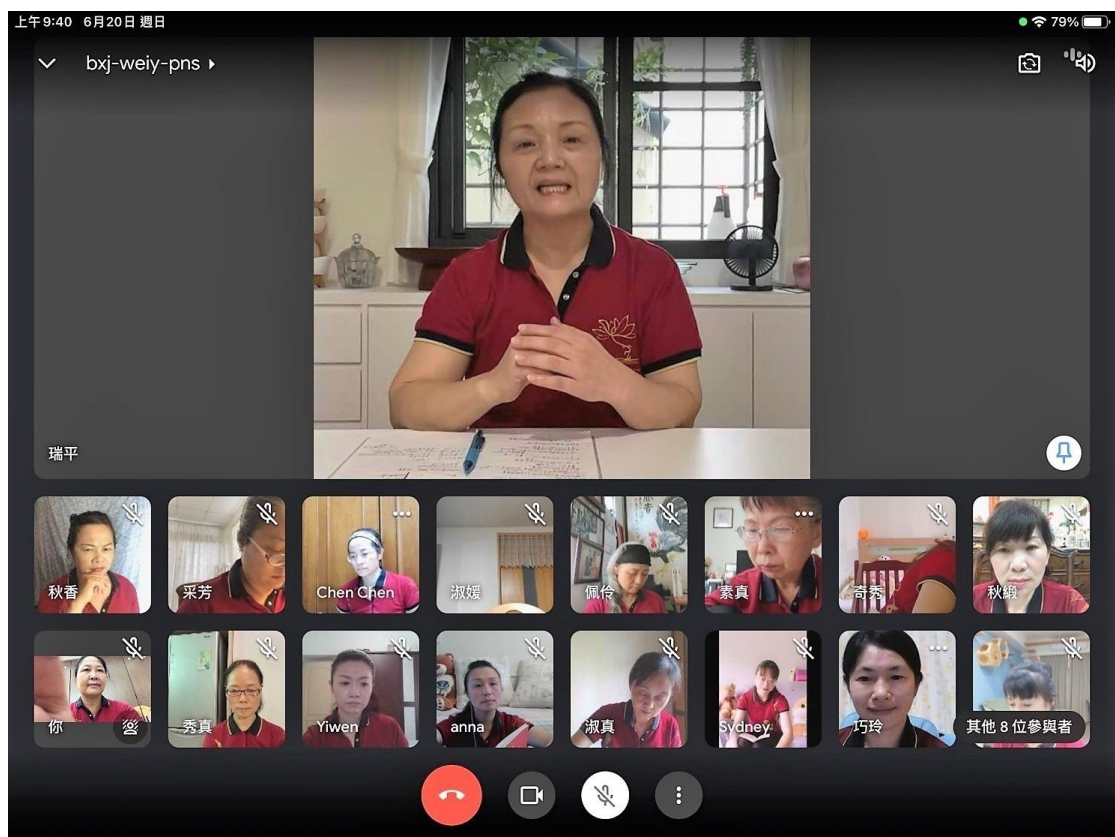 上午9:40 6月20日 週日
79%
bxj-weiy-pns
瑞平
秋香
采芳
Chen Chen
淑媛
佩伶
素真
奇秀
秋緞
你
秀真
Yiwen
anna
淑真
Sydney
巧玲
其他 8 位參與者